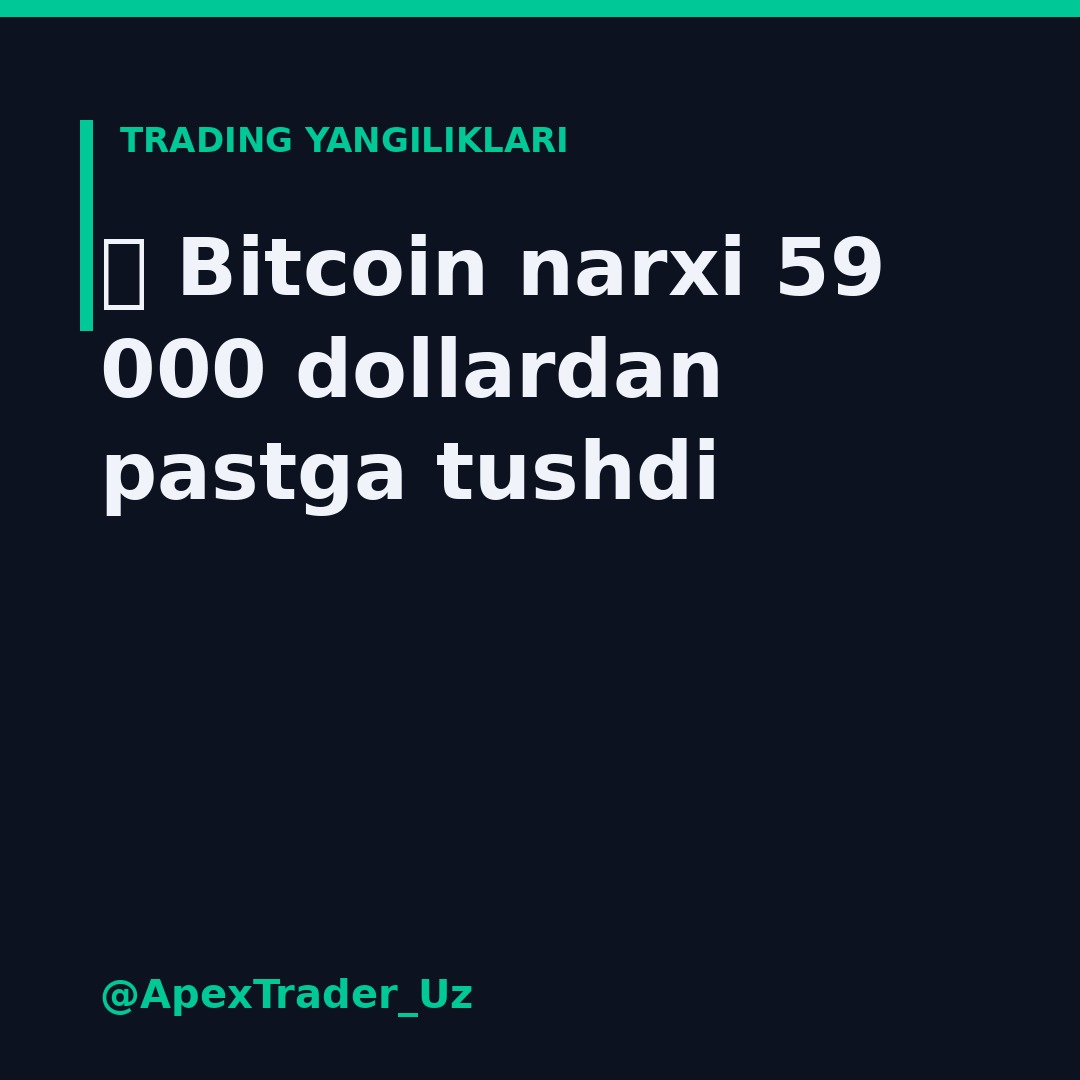 TRADING YANGILIKLARI
Bitcoin narxi 59
000 dollardan
pastga tushdi
@ApexTrader_Uz